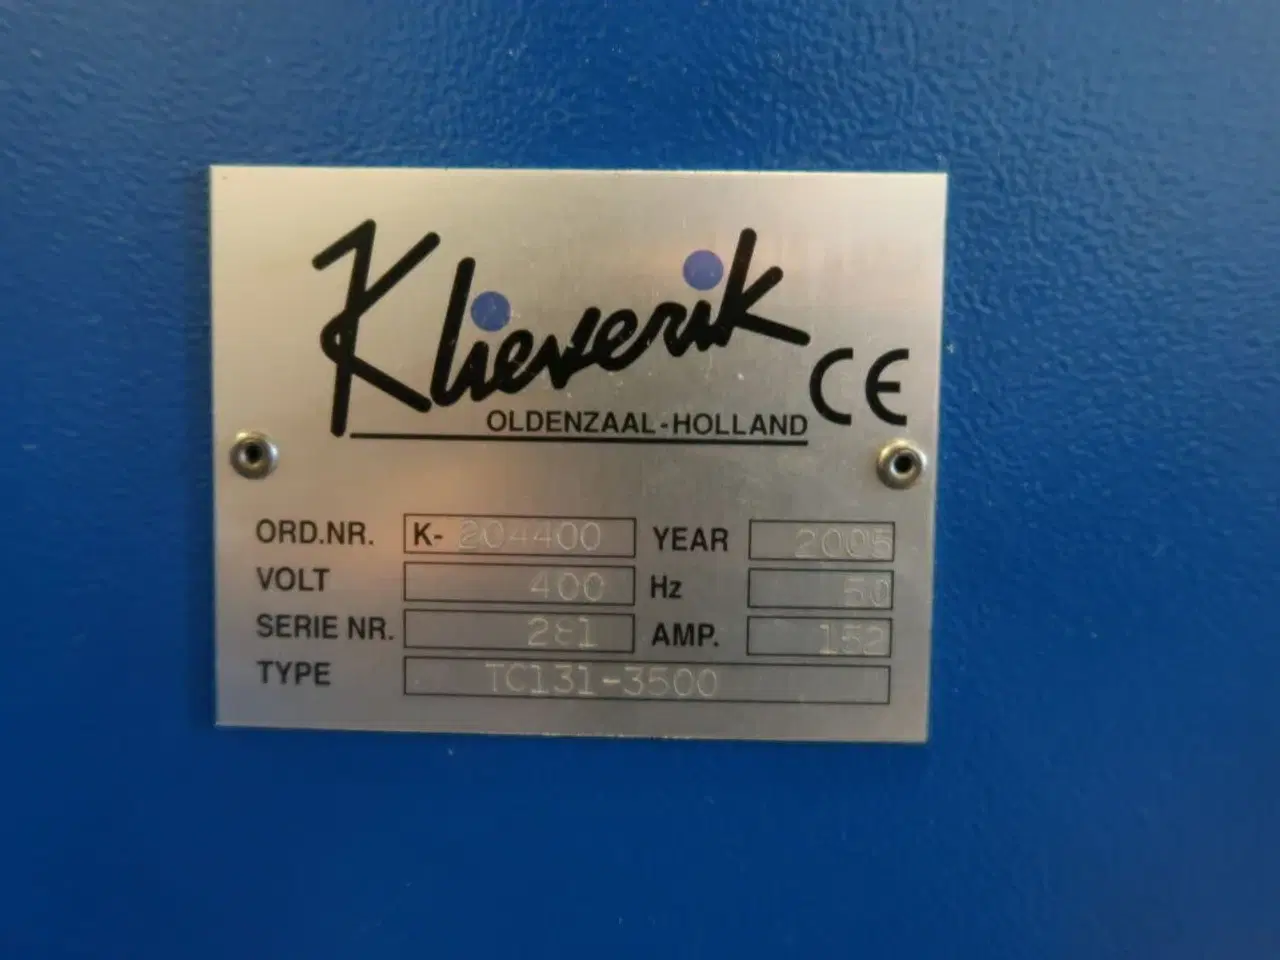 Klieverik
OLDENZAAL-HOLLAND CE
ORD.NR. K- 204400 YEAR 2005
VOLT 400 Hz 50
SERIE NR. 281 AMP. 152
TYPE TC131-3500